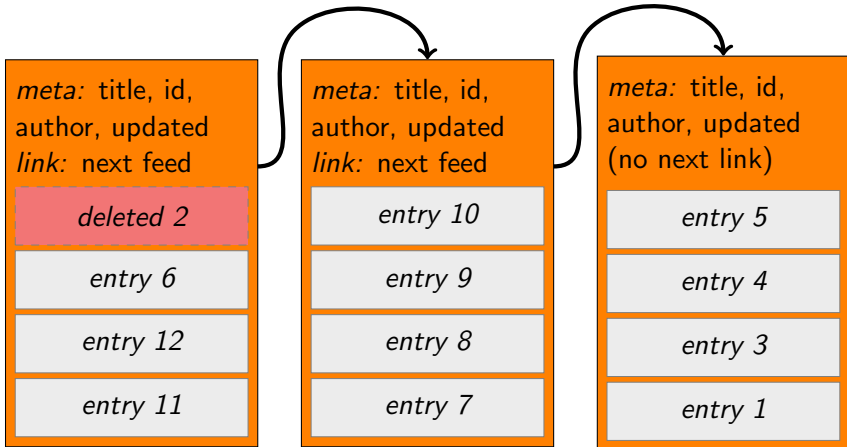 meta: title, id,
author, updated
link: next feed
deleted 2
entry 6
entry 12
entry 11
meta: title, id,
author, updated
link: next feed
entry 10
entry 9
entry 8
entry 7
meta: title, id,
author, updated
(no next link)
entry 5
entry 4
entry 3
entry 1